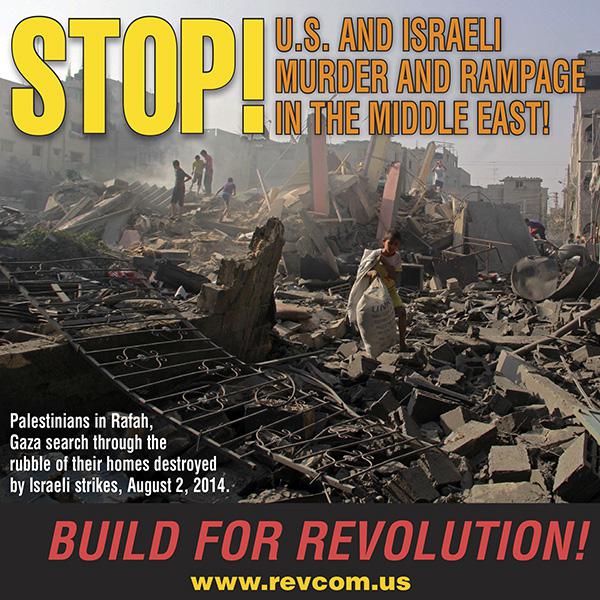 STOP!
U.S. AND ISRAELI
MURDER AND RAMPAGE
IN THE MIDDLE EAST!
Palestinians in Rafah,
Gaza search through the
rubble of their homes destroyed
by Israeli strikes, August 2, 2014.
BUILD FOR REVOLUTION!
www.revcom.us